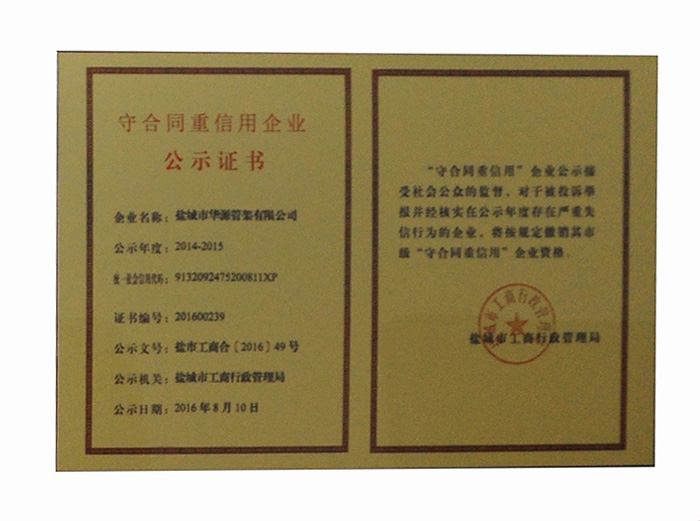 守合同重信用企业
公示证书
企业名称：盐城市华源管架有限公司
公示年度：2014-2015
统一社会信用代码：9132092475200811XP
证书编号：201600239
公示文号：盐市工商合〔2016〕49号
公示机关：盐城市工商行政管理局
公示日期：2016年8月10日
“守合同重信用”企业公示接
受社会公众的监督，对于被投诉举
报并经核实在公示年度存在严重失
信行为的企业，将按规定撤销其市
级“守合同重信用”企业资格。
盐城市工商行政管理局
盐城市工商行政管理局